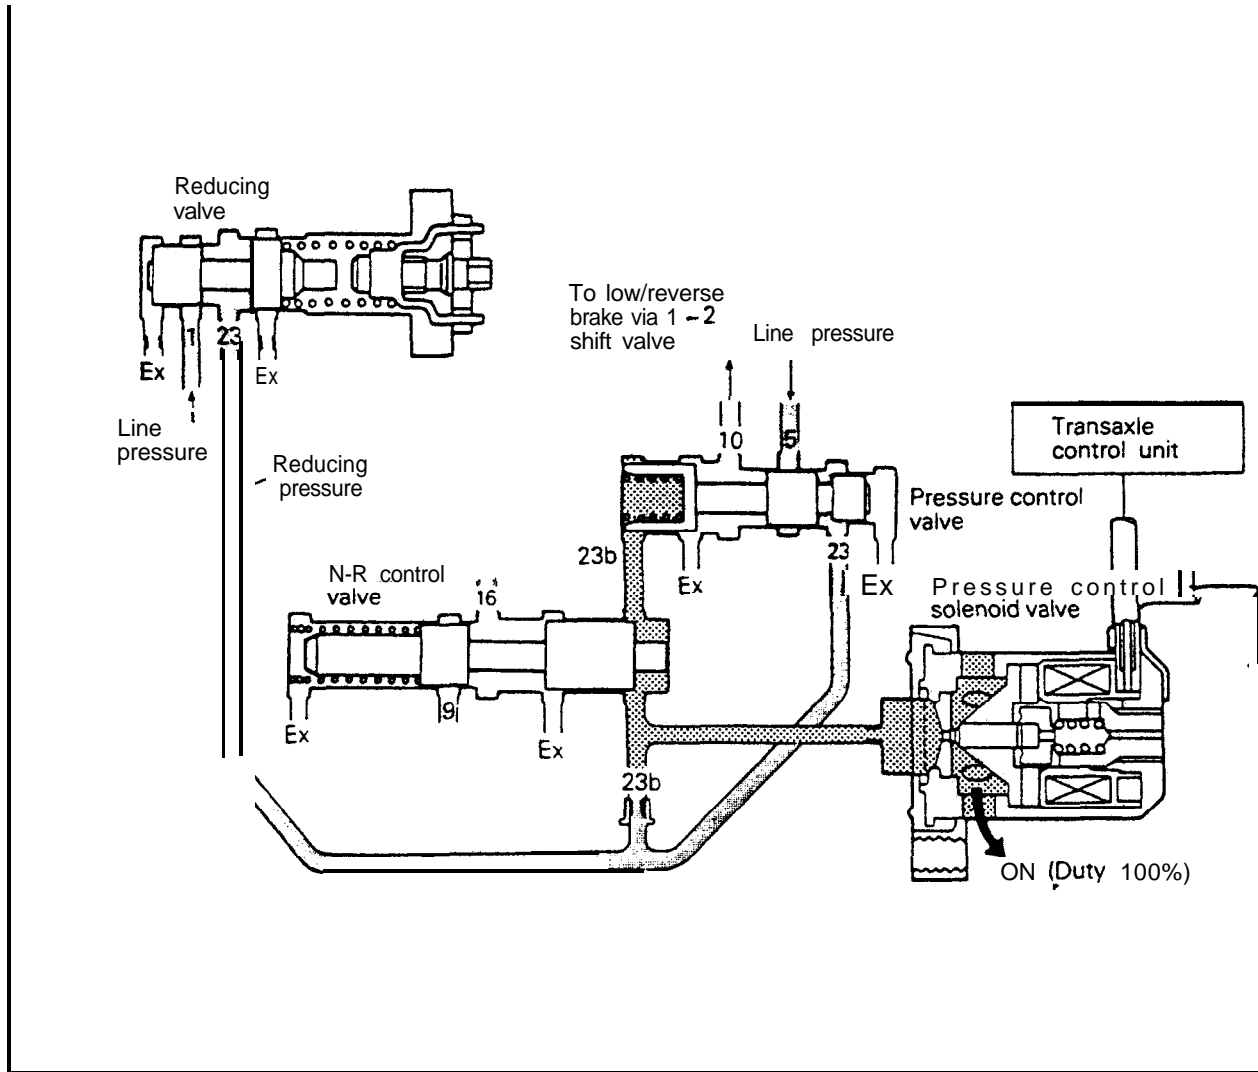 Reducing
valve
To low/reverse
brake via 1-2
shift valve
Line pressure
1
23
Ex
Ex
Line
pressure
Reducing
pressure
10
5
Transaxle
control unit
Pressure control
valve
23b
23
Ex
Ex
N-R control
valve
16
Pressure control
solenoid valve
9
Ex
Ex
23b
ON (Duty 100%)